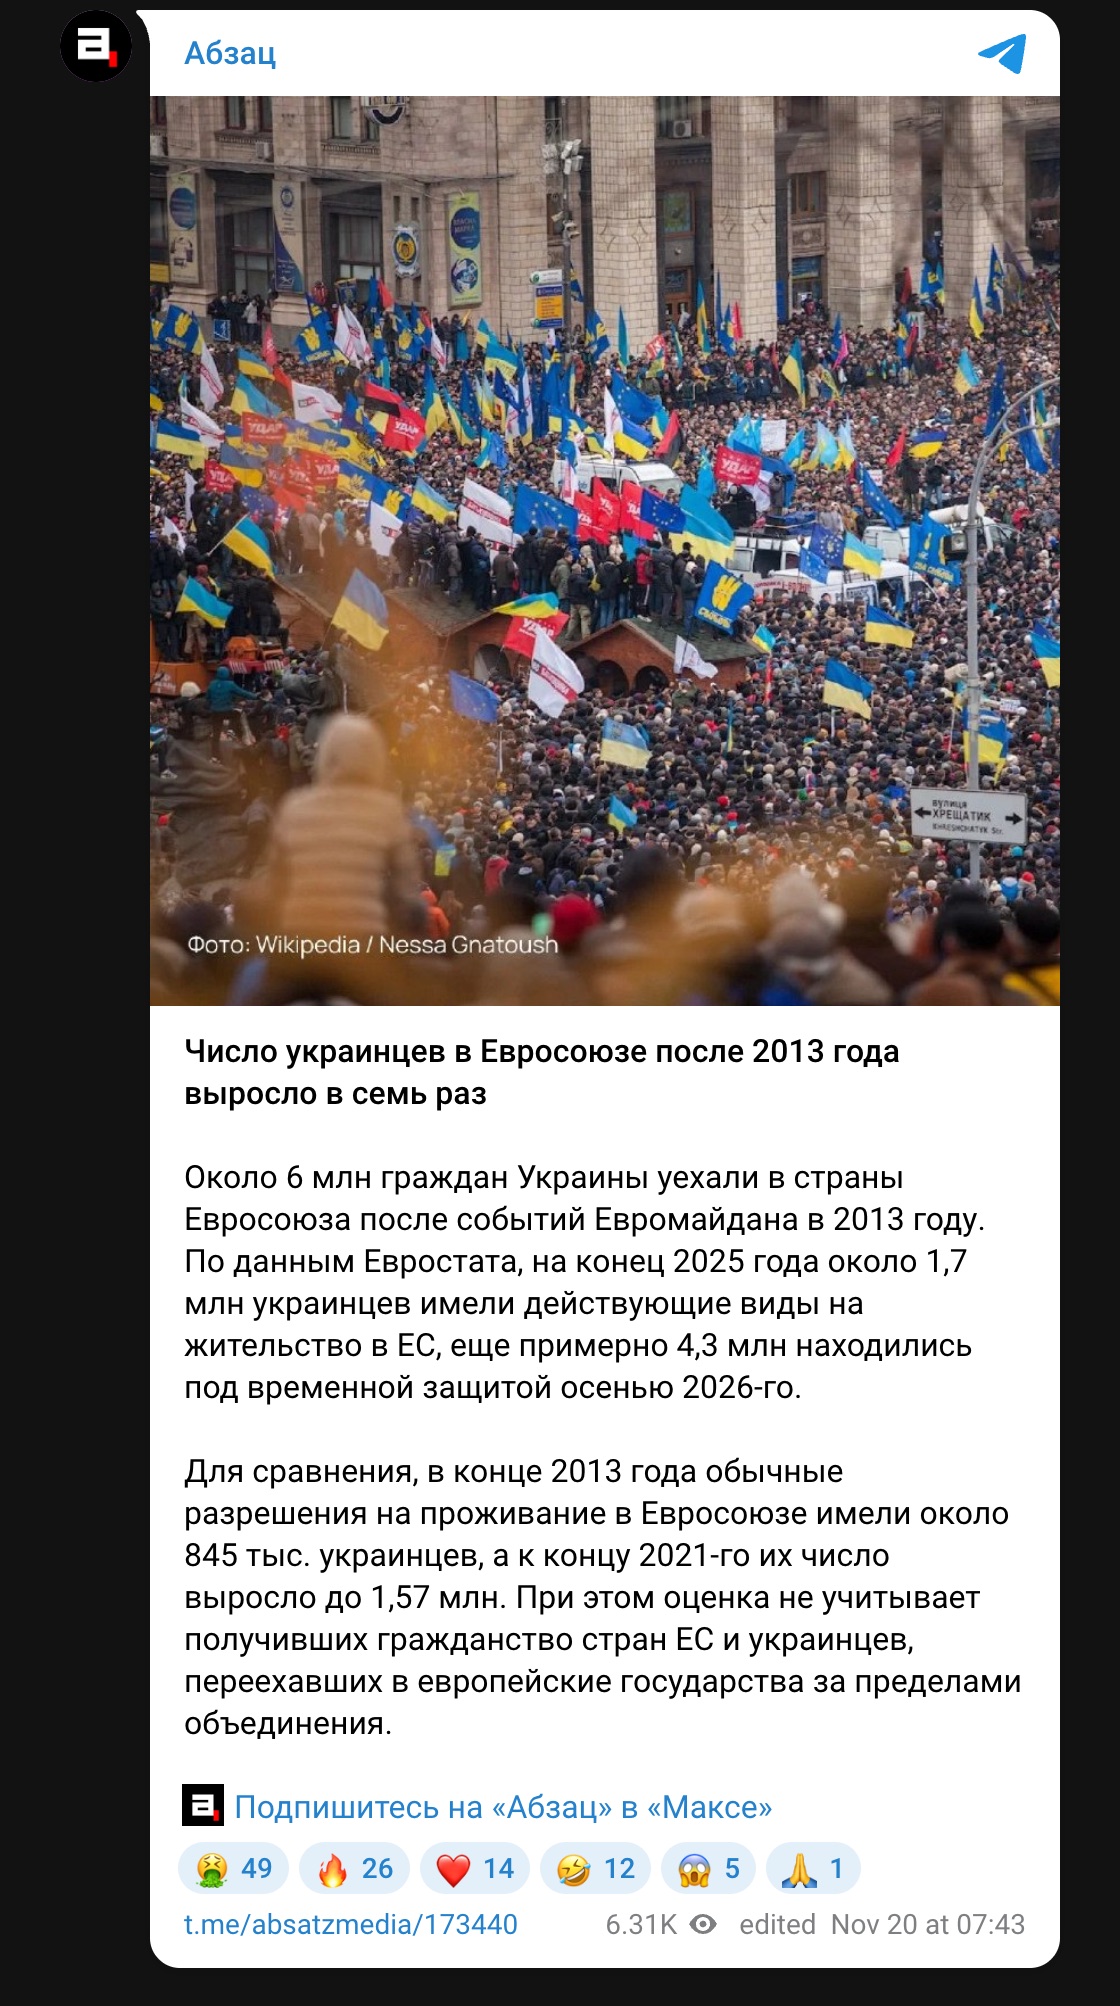 Абзац
УДАР
УДАР
УДАР
УДАР
вулиця
ХРЕЩАТИК
KHRESHCHATYK Str.
Фото: Wikipedia / Nessa Gnatoush
Число украинцев в Евросоюзе после 2013 года
выросло в семь раз
Около 6 млн граждан Украины уехали в страны
Евросоюза после событий Евромайдана в 2013 году.
По данным Евростата, на конец 2025 года около 1,7
млн украинцев имели действующие виды на
жительство в ЕС, еще примерно 4,3 млн находились
под временной защитой осенью 2026-го.
Для сравнения, в конце 2013 года обычные
разрешения на проживание в Евросоюзе имели около
845 тыс. украинцев, а к концу 2021-го их число
выросло до 1,57 млн. При этом оценка не учитывает
получивших гражданство стран ЕС и украинцев,
переехавших в европейские государства за пределами
объединения.
Подпишитесь на «Абзац» в «Максе»
49 26 14 12 5 1
t.me/absatzmedia/173440 6.31K edited Nov 20 at 07:43